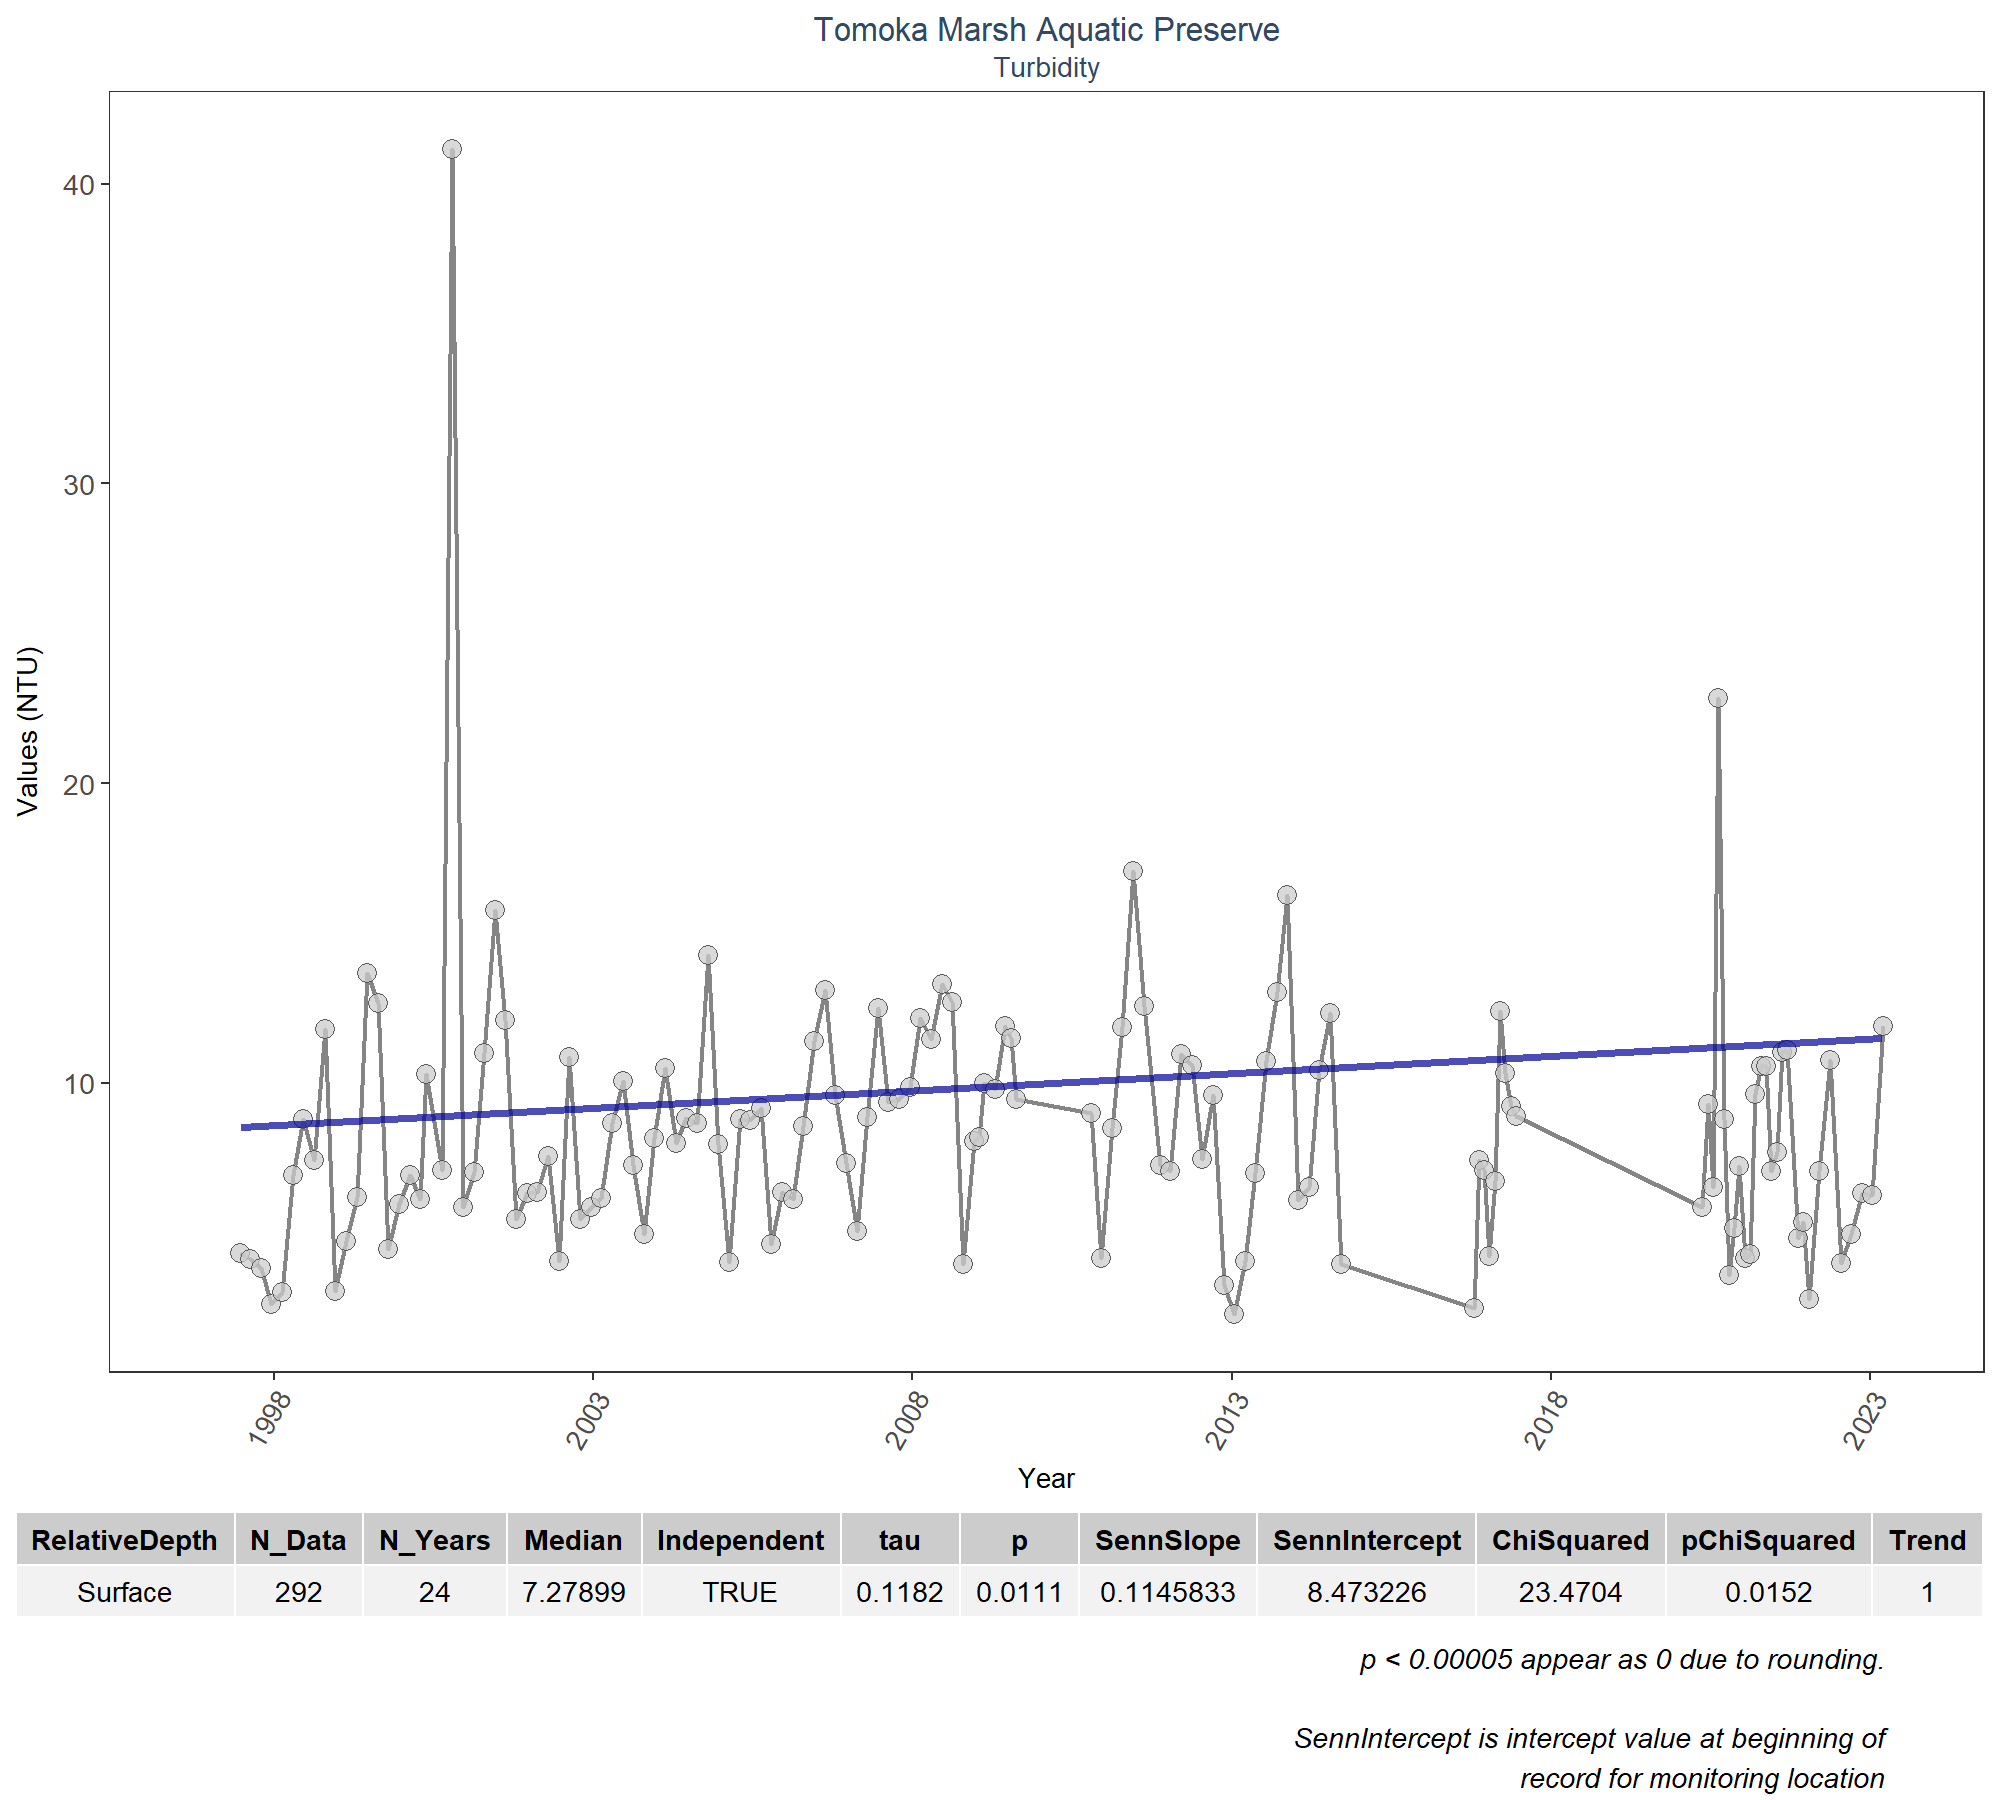 Tomoka Marsh Aquatic Preserve
Turbidity
40
30
20
10
Values (NTU)
1998
2003
2008
2013
2018
2023
Year
RelativeDepth N_Data N_Years Median Independent tau p SennSlope SennIntercept ChiSquared pChiSquared Trend
Surface 292 24 7.27899 TRUE 0.1182 0.0111 0.1145833 8.473226 23.4704 0.0152 1
p < 0.00005 appear as 0 due to rounding.
SennIntercept is intercept value at beginning of
record for monitoring location